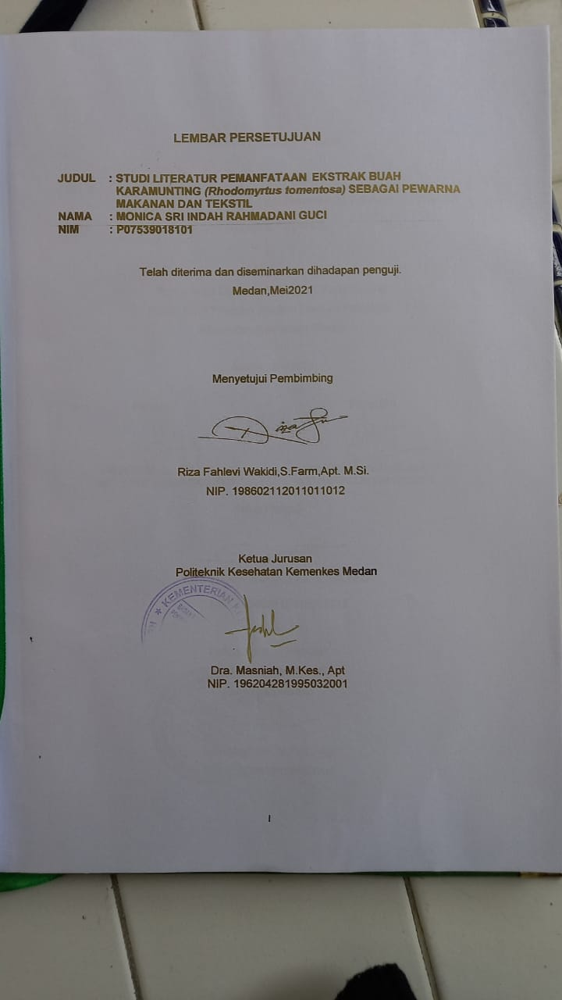 LEMBAR PERSETUJUAN
JUDUL : STUDI LITERATUR PEMANFATAAN EKSTRAK BUAH
KARAMUNTING (Rhodomyrtus tomentosa) SEBAGAI PEWARNA
MAKANAN DAN TEKSTIL
NAMA : MONICA SRI INDAH RAHMADANI GUCI
NIM : P07539018101
Telah diterima dan diseminarkan dihadapan penguji.
Medan,Mei2021
Menyetujui Pembimbing
Riza Fahlevi Wakidi,S.Farm,Apt. M.Si.
NIP. 198602112011011012
Ketua Jurusan
Politeknik Kesehatan Kemenkes Medan
KEMENTERIAN
Dra. Masniah, M.Kes., Apt
NIP. 196204281995032001
I